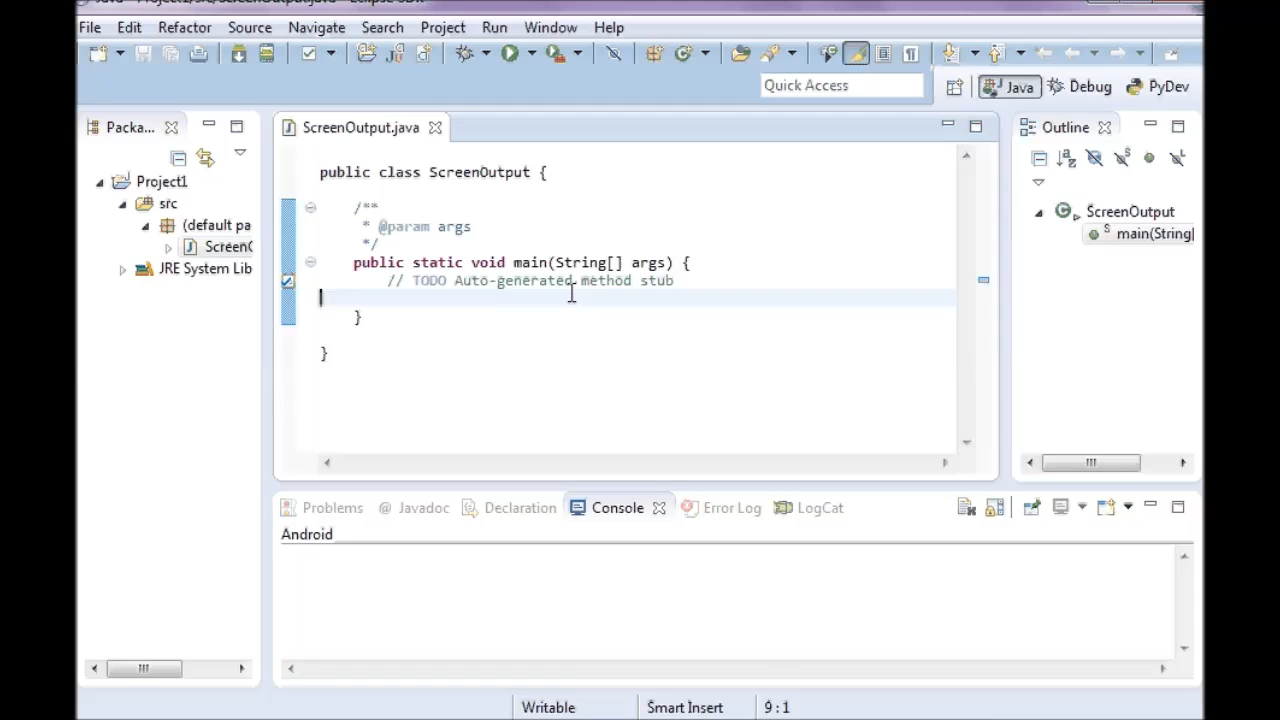 File Edit Refactor Source Navigate Search Project Run Window Help
Quick Access
Java Debug PyDev
Packa...
ScreenOutput.java
Outline
Project1
src
(default pa
ScreenO
JRE System Lib
public class ScreenOutput {
/**
* @param args
*/
public static void main(String[] args) {
// TODO Auto-generated method stub
}
}
ScreenOutput
main(String[
Problems @ Javadoc Declaration Console Error Log LogCat
Android
Writable Smart Insert 9:1